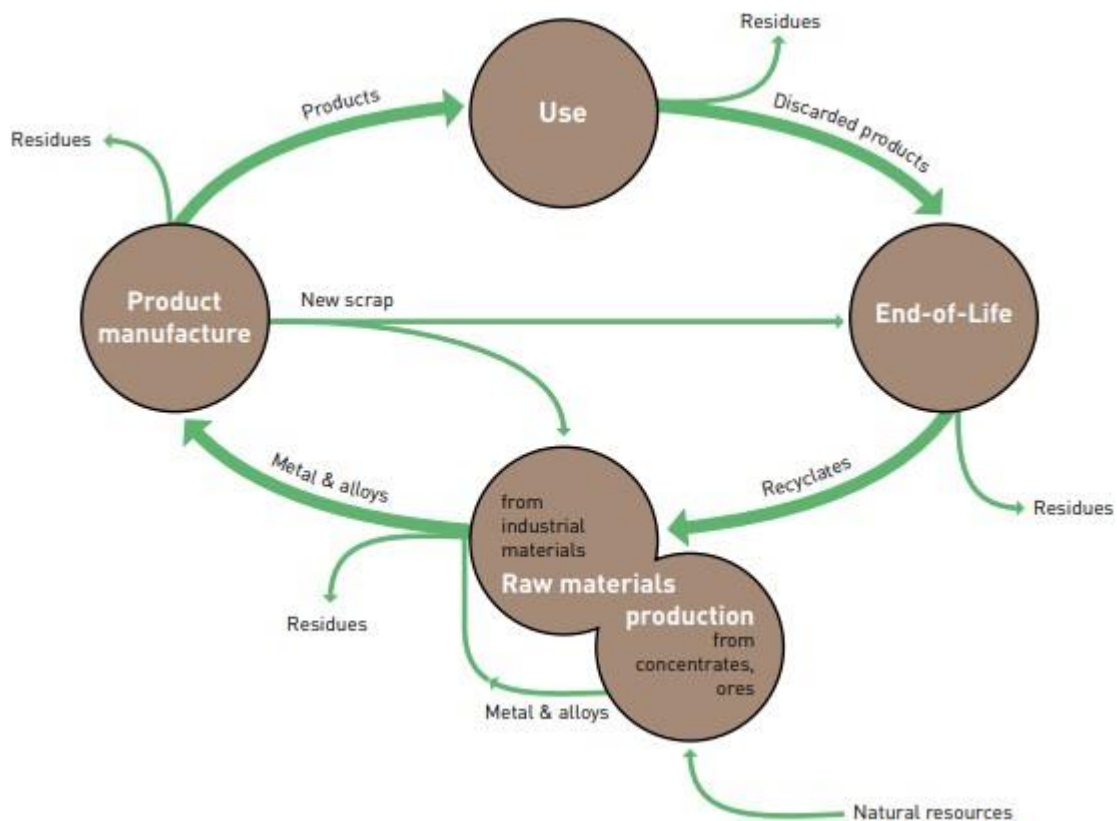 Residues
Use
Products
Discarded products
Residues
Product
manufacture
New scrap
End-of-Life
Metal & alloys
Recyclates
from
industrial
materials
Residues
Raw materials
production
from
concentrates,
ores
Residues
Metal & alloys
Natural resources